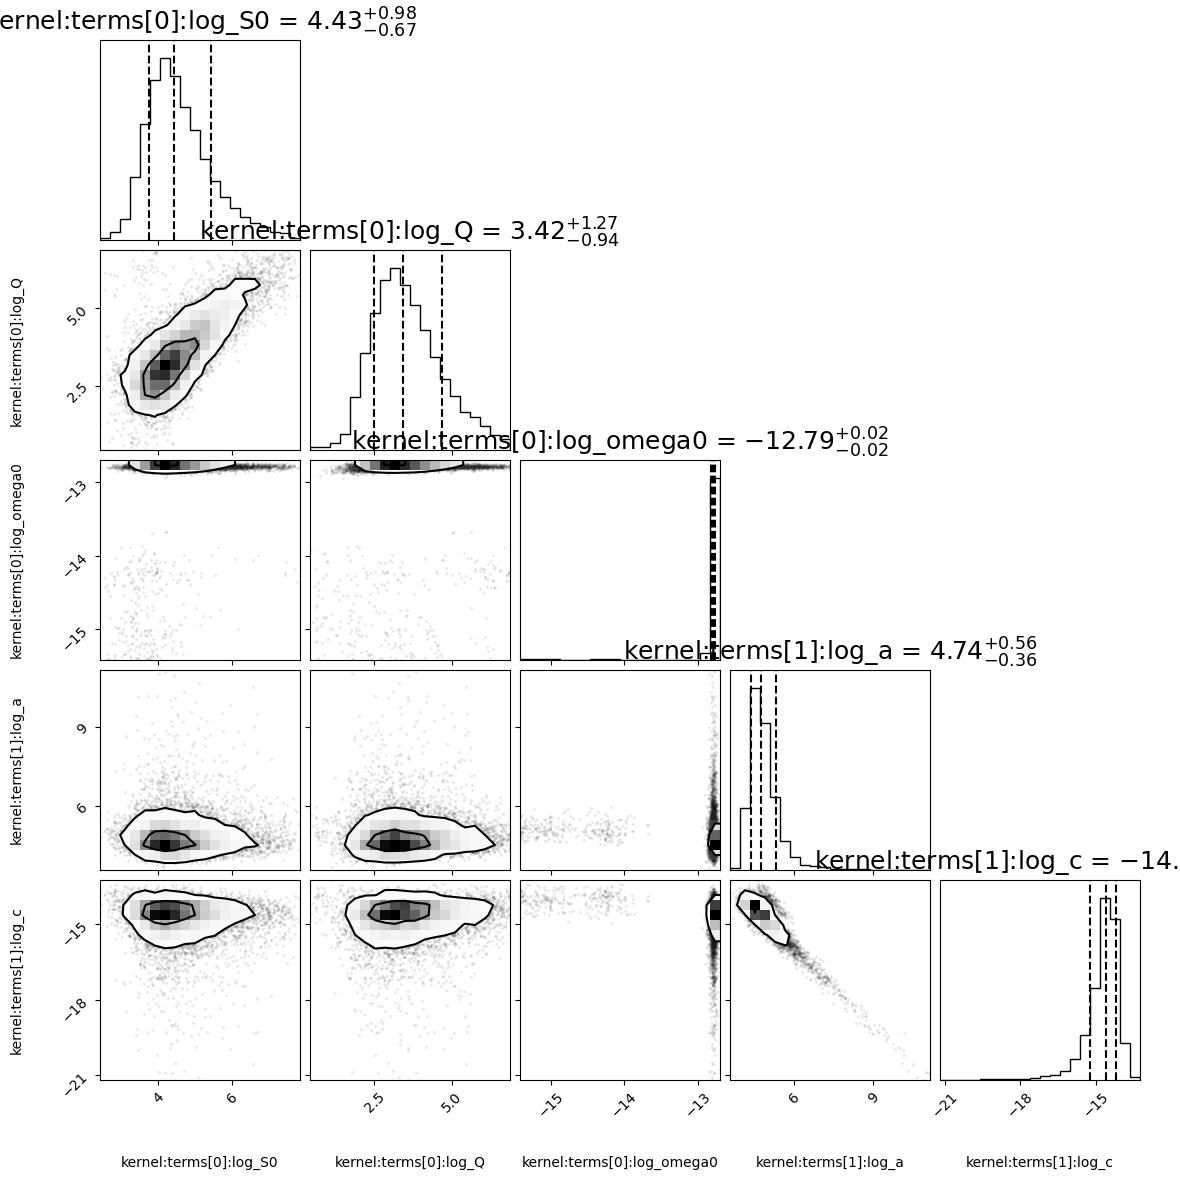 ernel:terms[0]:log_S0 = 4.43+0.98−0.67
kernel:terms[0]:log_Q = 3.42+1.27−0.94
kernel:terms[0]:log_Q
5.0
2.5
kernel:terms[0]:log_omega0 = −12.79+0.02−0.02
kernel:terms[0]:log_omega0
−13
−14
−15
kernel:terms[1]:log_a = 4.74+0.56−0.36
kernel:terms[1]:log_a
9
6
kernel:terms[1]:log_c = −14.
kernel:terms[1]:log_c
−15
−18
−21
4 6 2.5 5.0 −15 −14 −13 6 9 −21 −18 −15
kernel:terms[0]:log_S0 kernel:terms[0]:log_Q kernel:terms[0]:log_omega0 kernel:terms[1]:log_a kernel:terms[1]:log_c